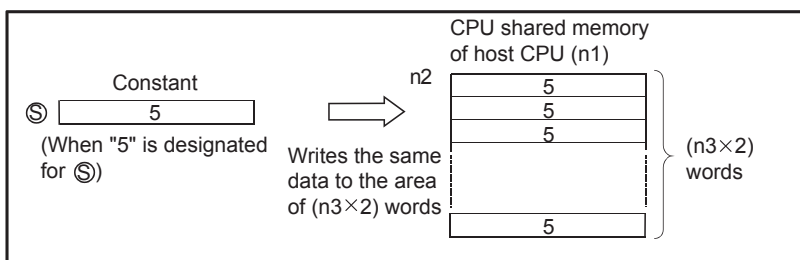 CPU shared memory
of host CPU (n1)
Constant
n2
Ⓢ 5
(When "5" is designated
for Ⓢ)
Writes the same
data to the area
of (n3×2) words
5
5
5
5
(n3×2)
words